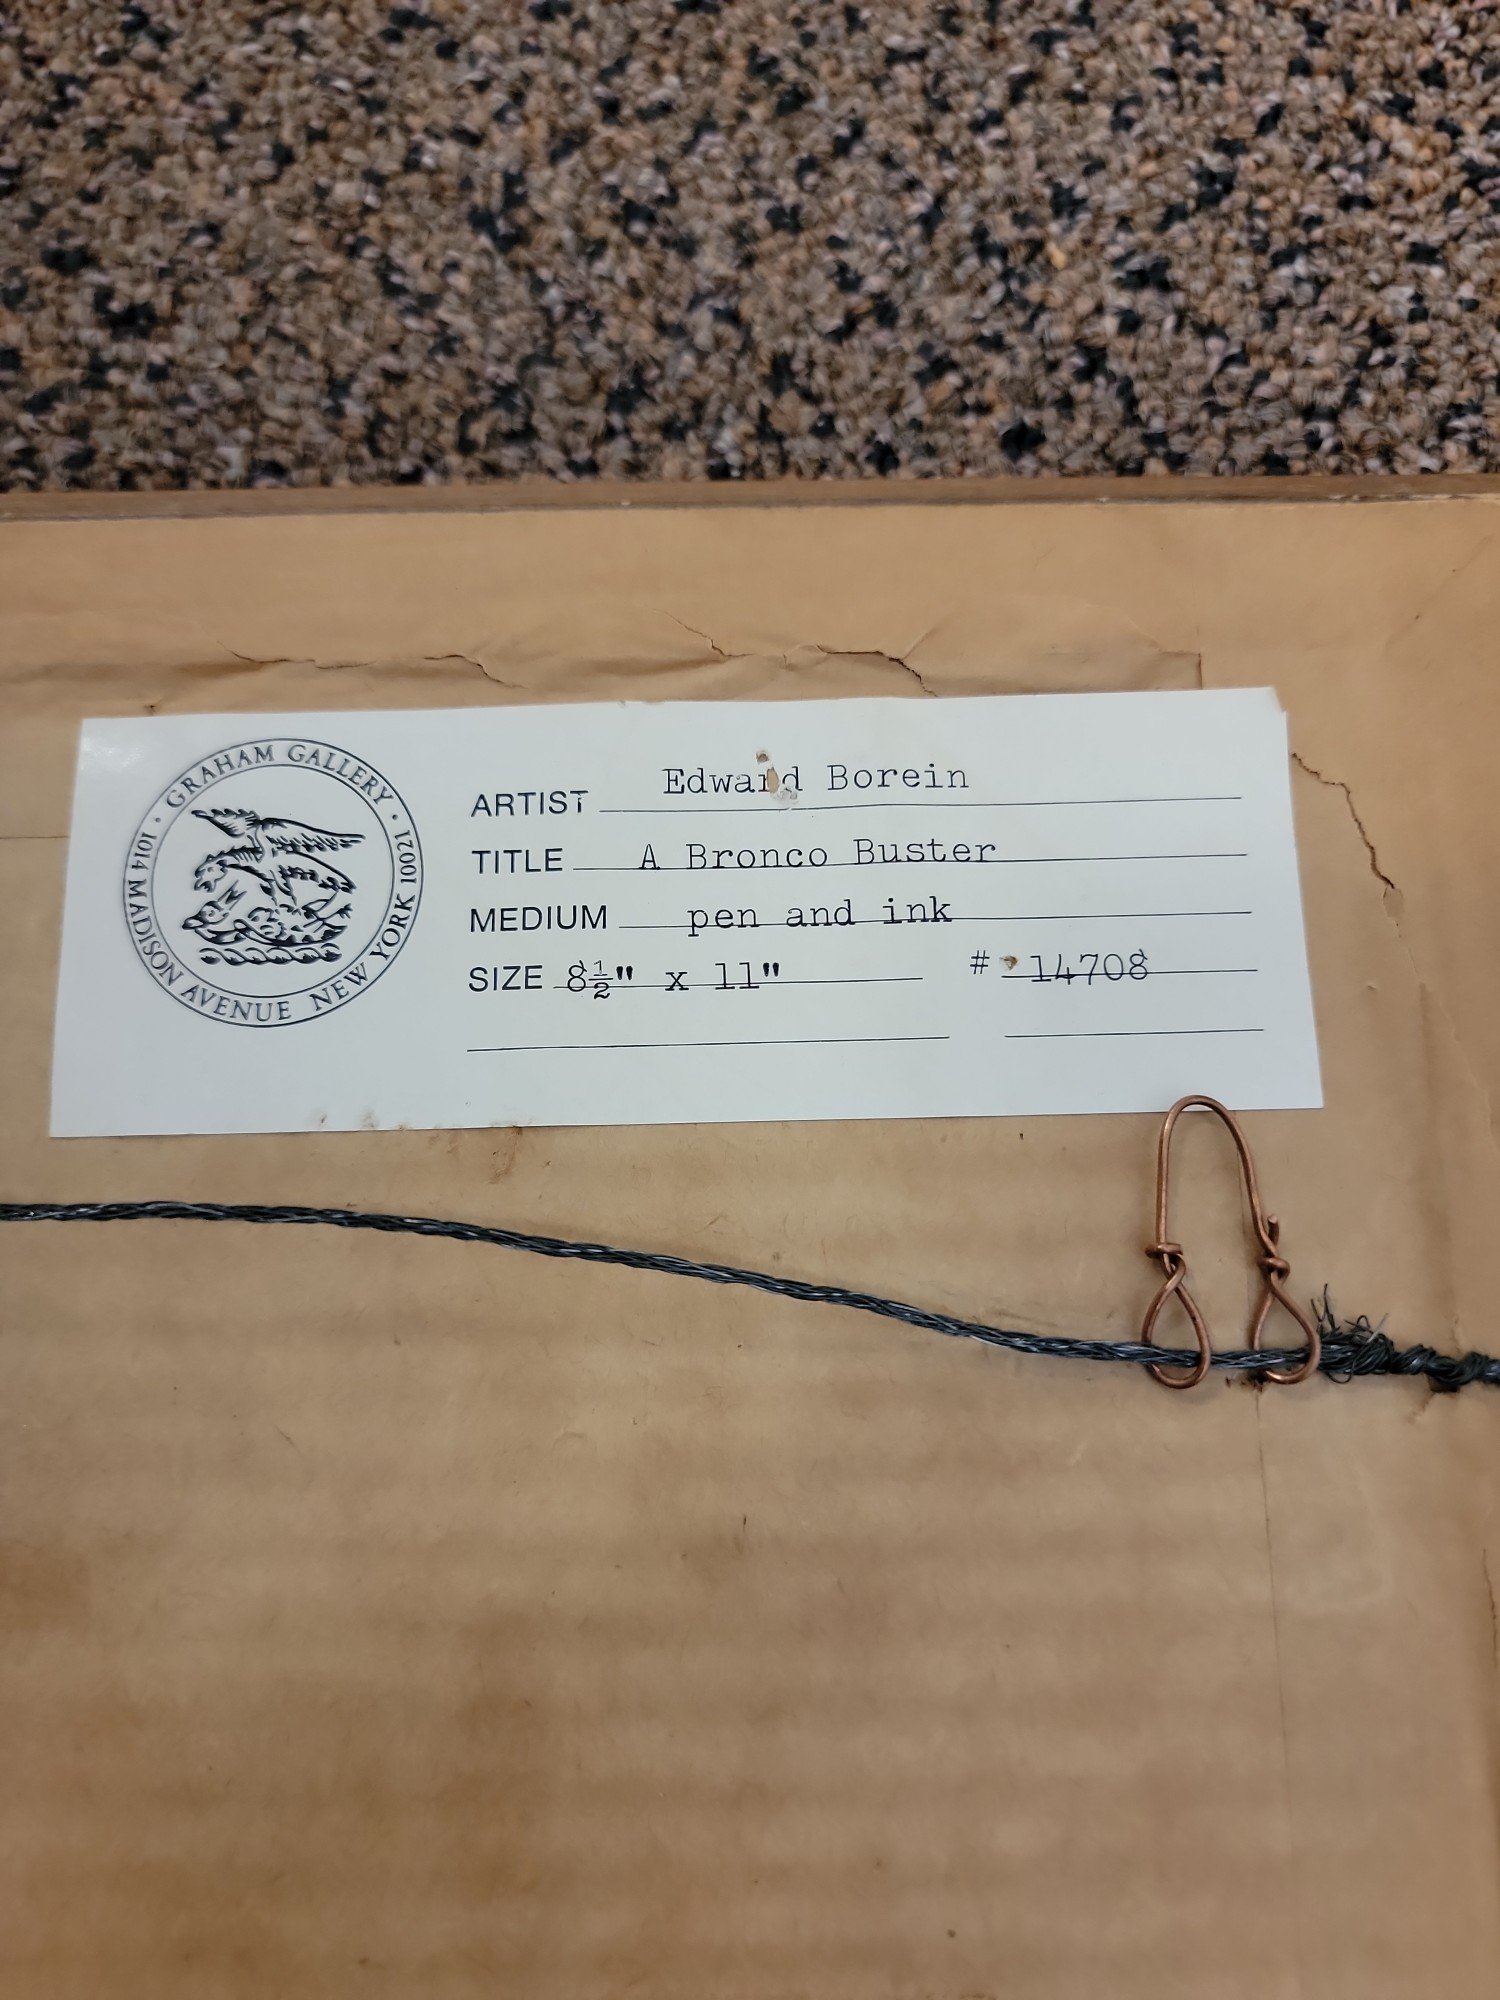 GRAHAM GALLERY • 1014 MADISON AVENUE NEW YORK 10021 •
ARTIST Edward Borein
TITLE A Bronco Buster
MEDIUM pen and ink
SIZE 8½" x 11" # 14708